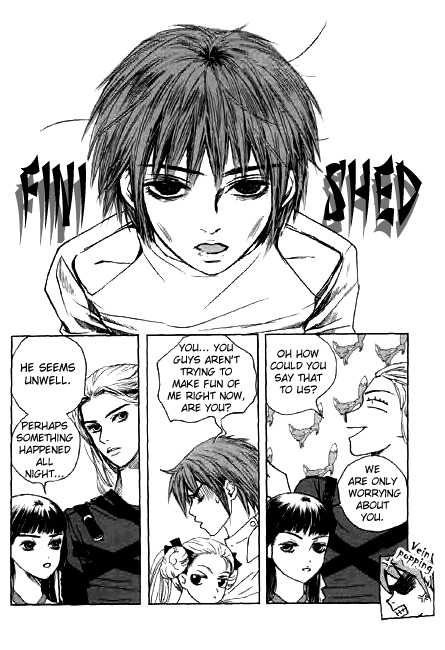 FINI SHED
HE SEEMS
UNWELL.
PERHAPS
SOMETHING
HAPPENED
ALL
NIGHT...
YOU... YOU
GUYS AREN'T
TRYING TO
MAKE FUN OF
ME RIGHT NOW,
ARE YOU?
OH HOW
COULD YOU
SAY THAT
TO US?
WE ARE
ONLY
WORRYING
ABOUT
YOU.
Vein
popping